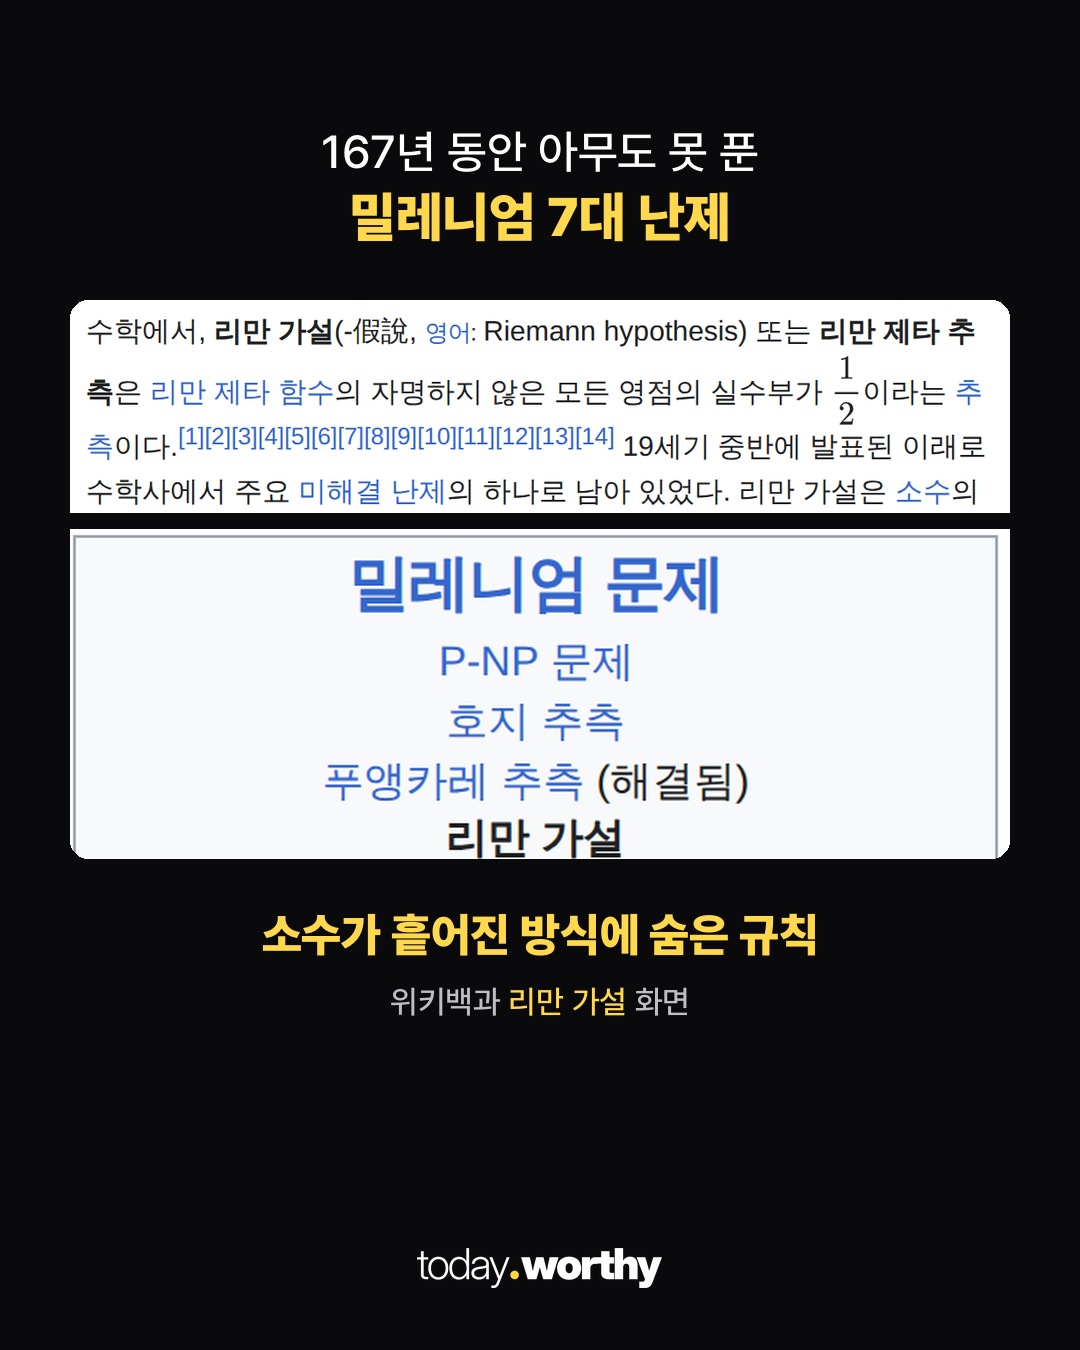 167년 동안 아무도 못 푼
밀레니엄 7대 난제
수학에서, 리만 가설(-假說, 영어: Riemann hypothesis) 또는 리만 제타 추
측은 리만 제타 함수의 자명하지 않은 모든 영점의 실수부가 1/2이라는 추
측이다.[1][2][3][4][5][6][7][8][9][10][11][12][13][14] 19세기 중반에 발표된 이래로
수학사에서 주요 미해결 난제의 하나로 남아 있었다. 리만 가설은 소수의
밀레니엄 문제
P-NP 문제
호지 추측
푸앵카레 추측 (해결됨)
리만 가설
소수가 흩어진 방식에 숨은 규칙
위키백과 리만 가설 화면
today.worthy